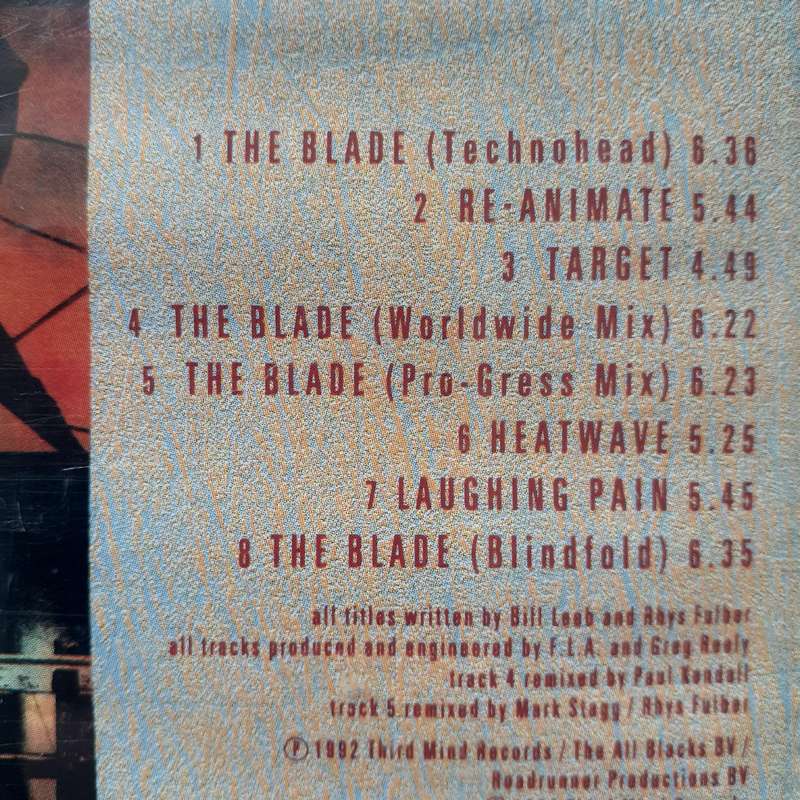 1 THE BLADE (Technohead) 6.36
2 RE-ANIMATE 5.44
3 TARGET 4.49
4 THE BLADE (Worldwide Mix) 6.22
5 THE BLADE (Pro-Gress Mix) 6.23
6 HEATWAVE 5.25
7 LAUGHING PAIN 5.45
8 THE BLADE (Blindfold) 6.35
all titles written by Bill Leeb and Rhys Fulber
all tracks produced and engineered by F.L.A. and Greg Reely
track 4 remixed by Paul Kendall
track 5 remixed by Mark Stagg / Rhys Fulber
℗ 1992 Third Mind Records / The All Blacks BV /
Roadrunner Productions BV